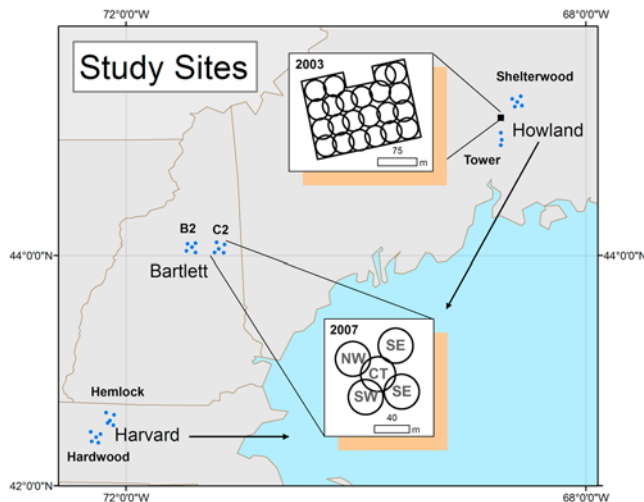 72°0'0"W
68°0'0"W
Study Sites
2003
75
m
Shelterwood
Howland
Tower
B2
C2
Bartlett
44°0'0"N
44°0'0"N
2007
NW
SE
CT
SW
SE
40
m
Hemlock
Harvard
Hardwood
42°0'0"N
42°0'0"N
72°0'0"W
68°0'0"W